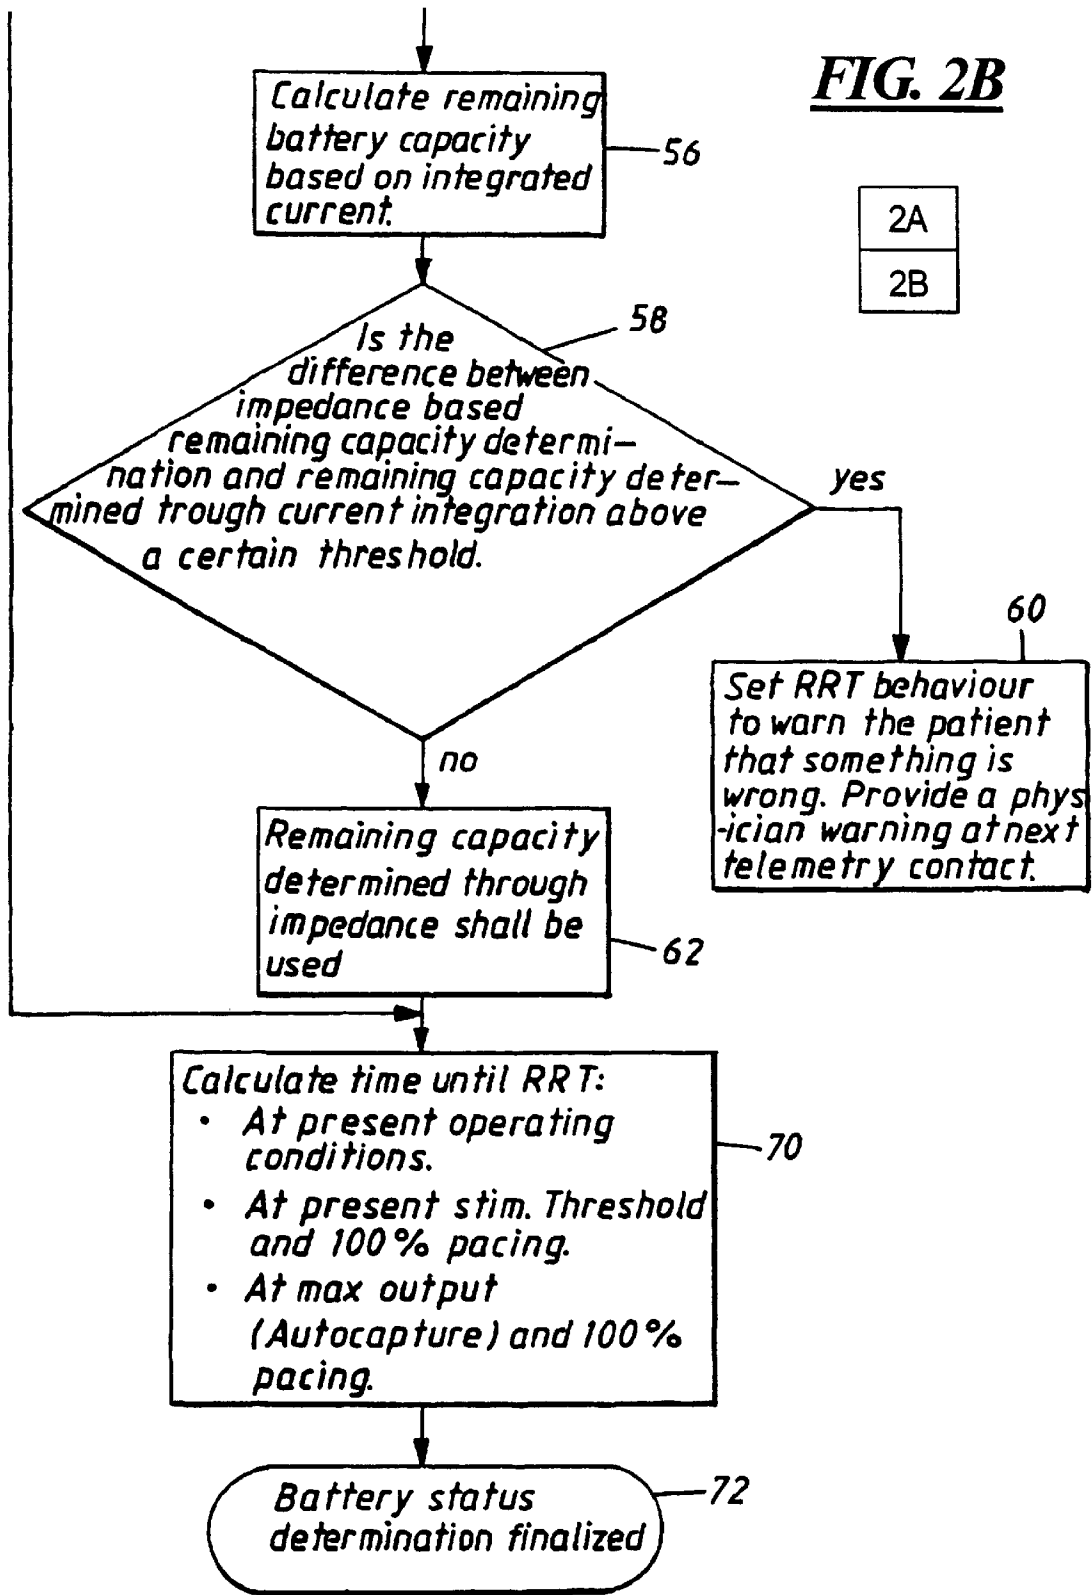 FIG. 2B
Calculate remaining
battery capacity
based on integrated
current.
56
2A
2B
58
Is the
difference between
impedance based
remaining capacity determi-
nation and remaining capacity deter-
mined trough current integration above
a certain threshold.
yes
60
Set RRT behaviour
to warn the patient
that something is
wrong. Provide a phys
-ician warning at next
telemetry contact.
no
Remaining capacity
determined through
impedance shall be
used
62
Calculate time until RRT:
• At present operating
conditions.
• At present stim. Threshold
and 100% pacing.
• At max output
(Autocapture) and 100%
pacing.
70
Battery status
determination finalized
72